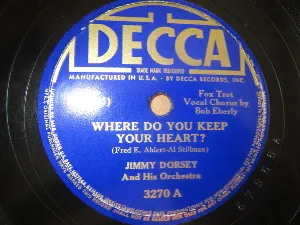 DECCA
TRADE MARK REGISTERED
MANUFACTURED IN U.S.A. BY DECCA RECORDS, INC.
Fox Trot
Vocal Chorus by
Bob Eberly
WHERE DO YOU KEEP
YOUR HEART?
(Fred E. Ahlert-Al Stillman)
JIMMY DORSEY
And His Orchestra
3270 A